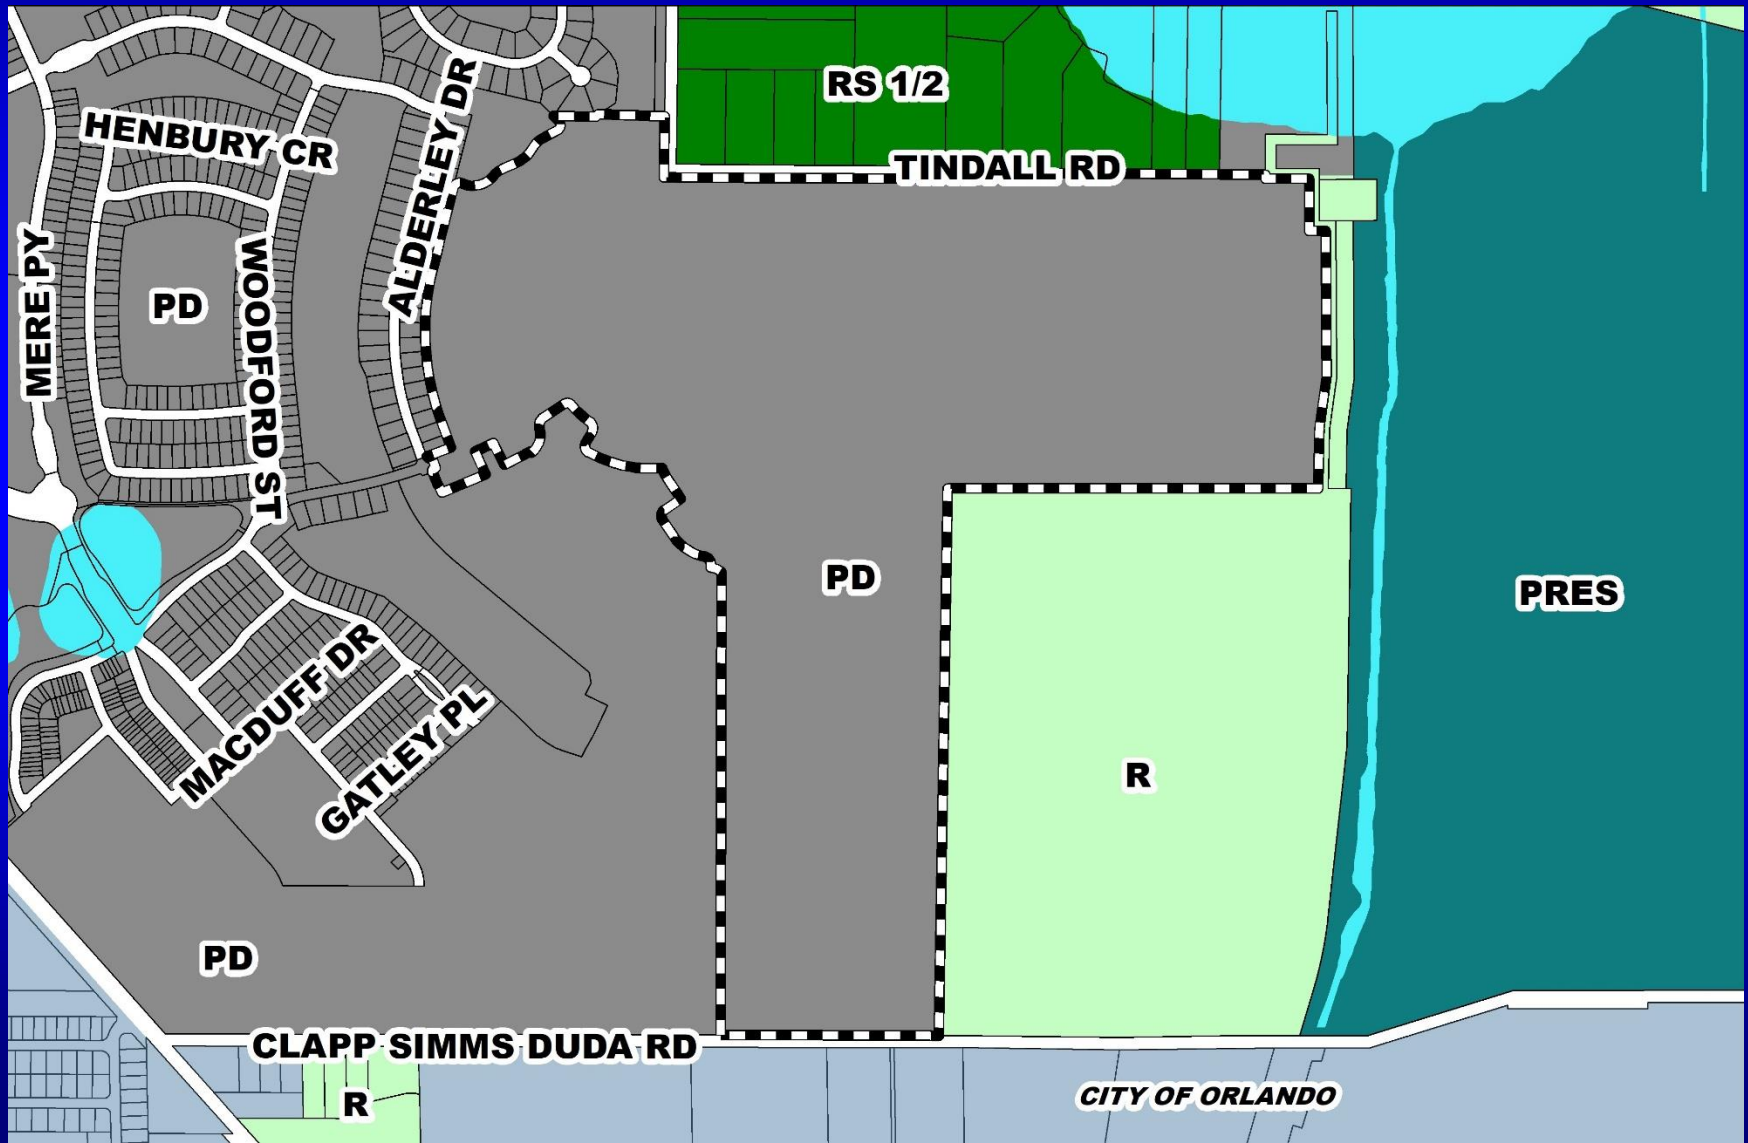 RS 1/2
HENBURY CR
ALDERLEY DR
TINDALL RD
MERE PY
PD
WOODFORD ST
PD
PRES
MACDUFF DR
GATLEY PL
R
PD
CLAPP SIMMS DUDA RD
R
CITY OF ORLANDO